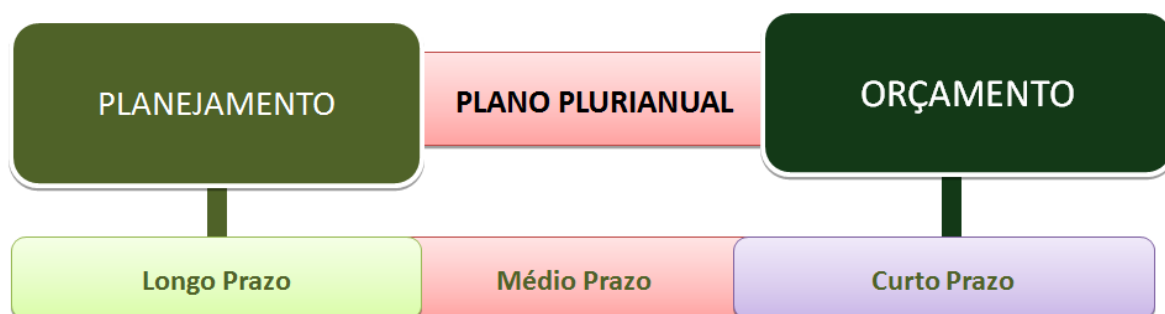 PLANEJAMENTO
PLANO PLURIANUAL
ORÇAMENTO
Longo Prazo
Médio Prazo
Curto Prazo